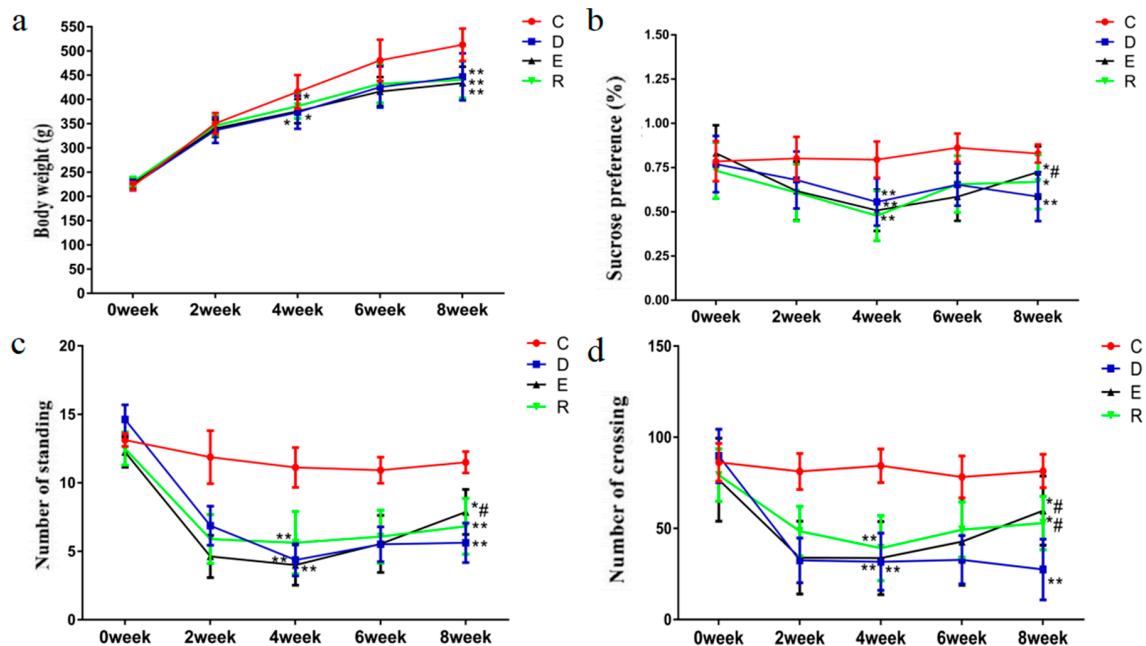 a
Body weight (g)
550
500
450
400
350
300
250
200
150
100
50
0
0week 2week 4week 6week 8week
C
D
E
R
**
* *
**
**
**
b
Sucrose preference (%)
1.50
1.25
1.00
0.75
0.50
0.25
0.00
0week 2week 4week 6week 8week
C
D
E
R
**
**
**
*#
*
**
c
Number of standing
20
15
10
5
0
0week 2week 4week 6week 8week
C
D
E
R
**
**
**
*#
**
**
d
Number of crossing
150
100
50
0
0week 2week 4week 6week 8week
C
D
E
R
**
** **
*#
*#
**